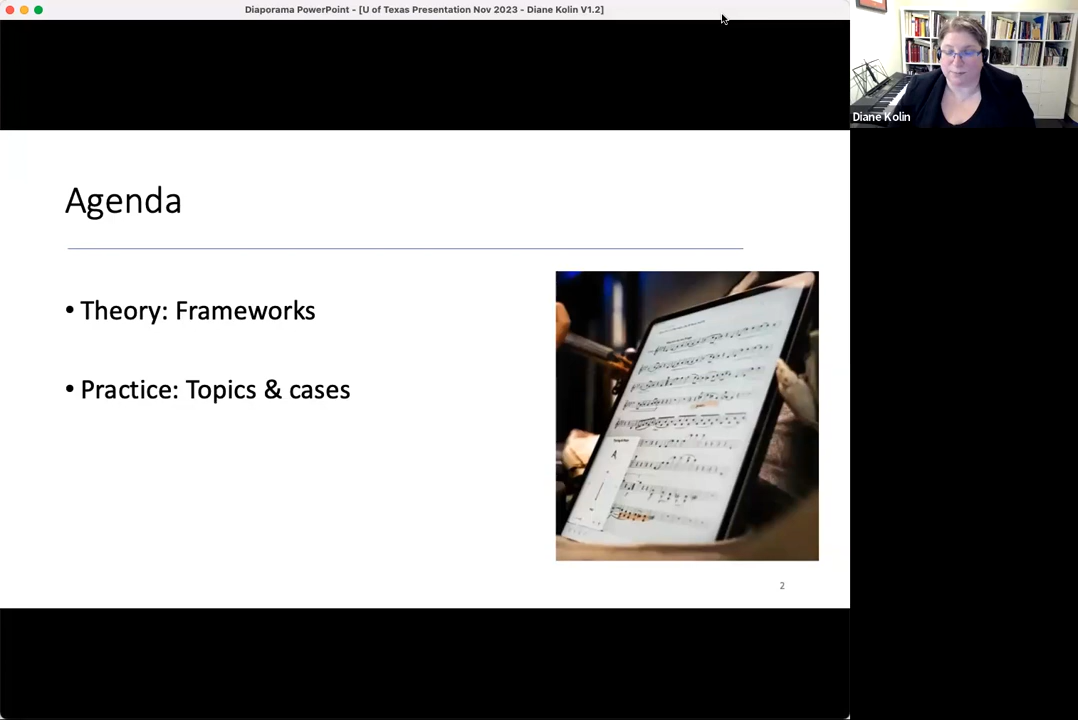 Diaporama PowerPoint - [U of Texas Presentation Nov 2023 - Diane Kolin V1.2]
Diane Kolin
Agenda
• Theory: Frameworks
• Practice: Topics & cases
A
2